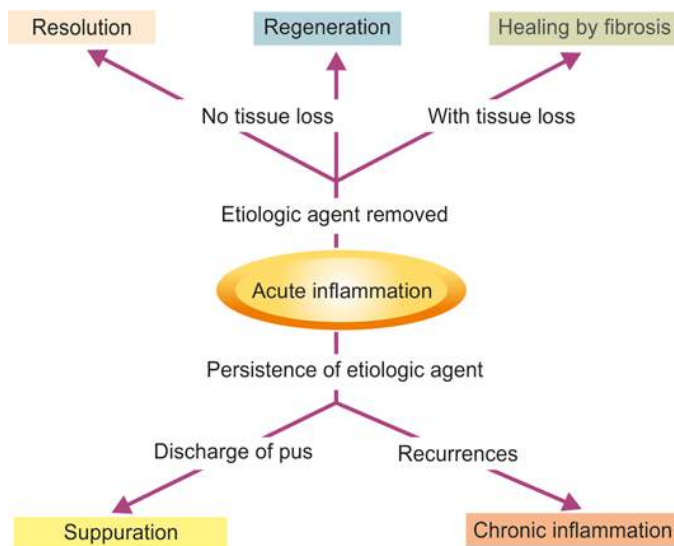 Resolution
Regeneration
Healing by fibrosis
No tissue loss
With tissue loss
Etiologic agent removed
Acute inflammation
Persistence of etiologic agent
Discharge of pus
Recurrences
Suppuration
Chronic inflammation